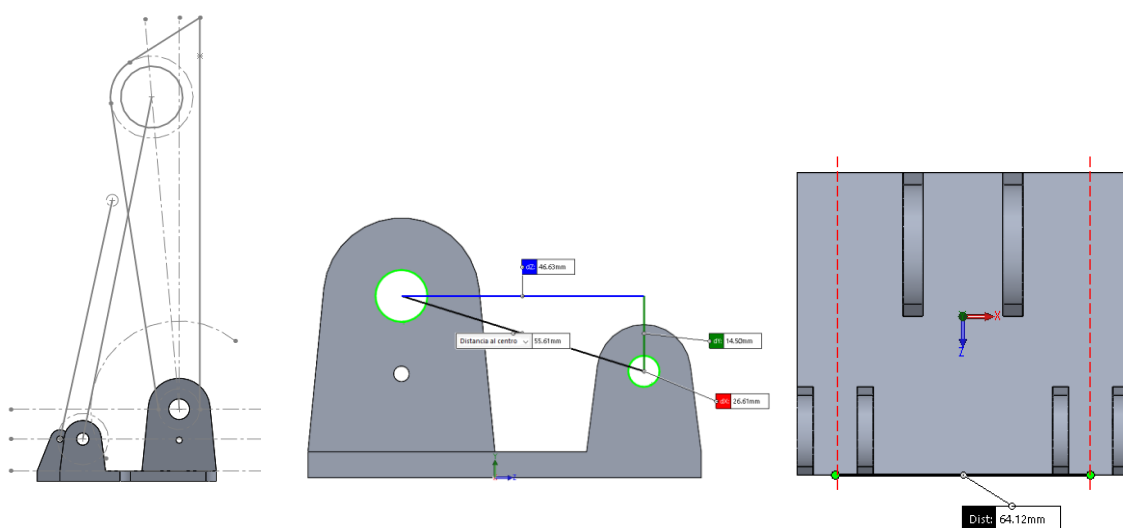 dZ: 46.63mm
Distancia al centro 55.61mm
dY: 14.50mm
dX: 26.61mm
Y
Z
X
Z
Dist: 64.12mm